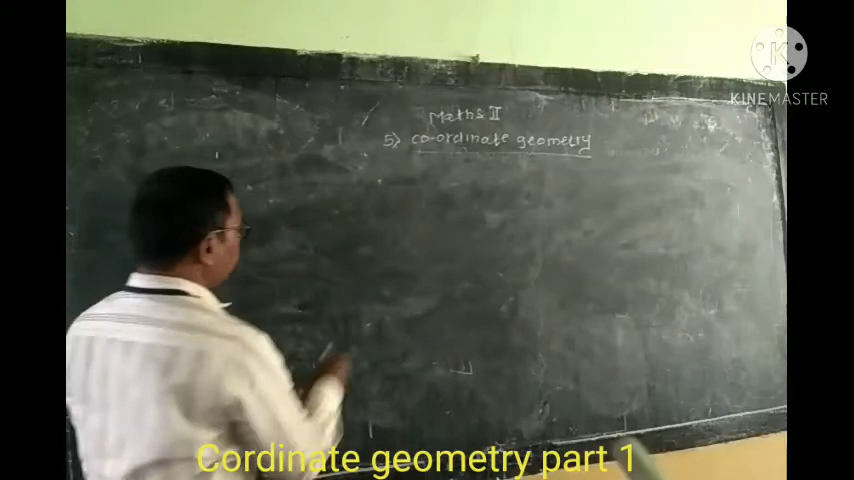 KINEMASTER
Maths II
5) co-ordinate geometry
Cordinate geometry part 1